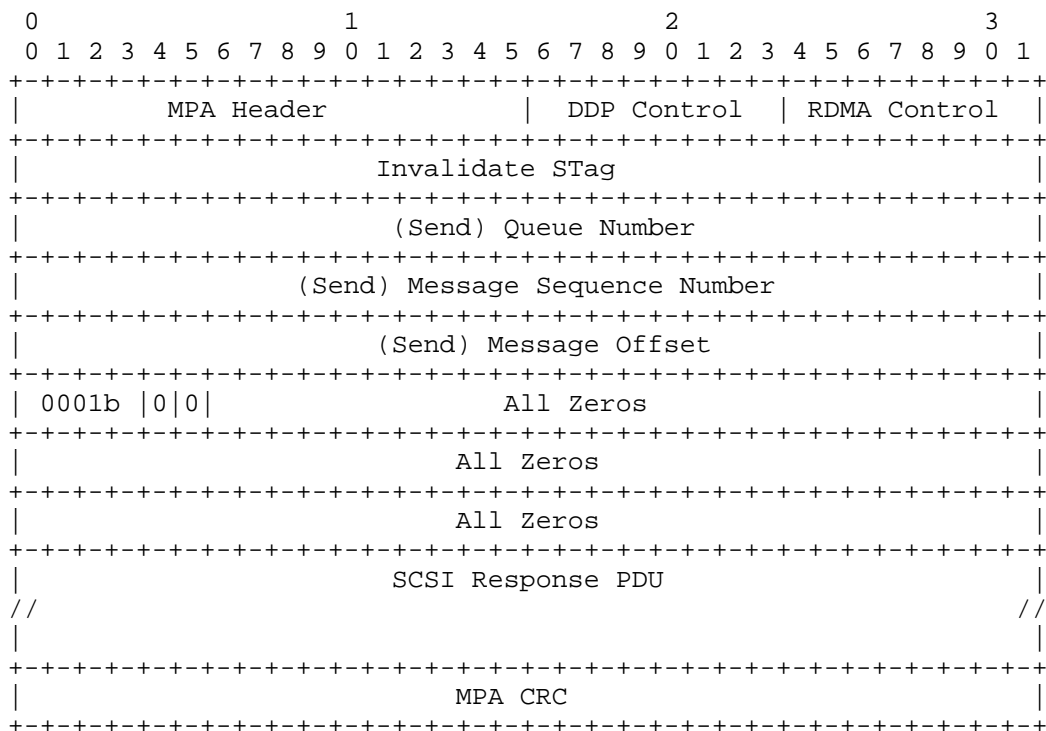 0                   1                   2                   3
 0 1 2 3 4 5 6 7 8 9 0 1 2 3 4 5 6 7 8 9 0 1 2 3 4 5 6 7 8 9 0 1
+-+-+-+-+-+-+-+-+-+-+-+-+-+-+-+-+-+-+-+-+-+-+-+-+-+-+-+-+-+-+-+-+
|         MPA Header            |  DDP Control  | RDMA Control  |
+-+-+-+-+-+-+-+-+-+-+-+-+-+-+-+-+-+-+-+-+-+-+-+-+-+-+-+-+-+-+-+-+
|                      Invalidate STag                          |
+-+-+-+-+-+-+-+-+-+-+-+-+-+-+-+-+-+-+-+-+-+-+-+-+-+-+-+-+-+-+-+-+
|                       (Send) Queue Number                     |
+-+-+-+-+-+-+-+-+-+-+-+-+-+-+-+-+-+-+-+-+-+-+-+-+-+-+-+-+-+-+-+-+
|                 (Send) Message Sequence Number                |
+-+-+-+-+-+-+-+-+-+-+-+-+-+-+-+-+-+-+-+-+-+-+-+-+-+-+-+-+-+-+-+-+
|                      (Send) Message Offset                    |
+-+-+-+-+-+-+-+-+-+-+-+-+-+-+-+-+-+-+-+-+-+-+-+-+-+-+-+-+-+-+-+-+
| 0001b |0|0|                  All Zeros                        |
+-+-+-+-+-+-+-+-+-+-+-+-+-+-+-+-+-+-+-+-+-+-+-+-+-+-+-+-+-+-+-+-+
|                           All Zeros                           |
+-+-+-+-+-+-+-+-+-+-+-+-+-+-+-+-+-+-+-+-+-+-+-+-+-+-+-+-+-+-+-+-+
|                           All Zeros                           |
+-+-+-+-+-+-+-+-+-+-+-+-+-+-+-+-+-+-+-+-+-+-+-+-+-+-+-+-+-+-+-+-+
|                       SCSI Response PDU                       |
//                                                             //
|                                                               |
+-+-+-+-+-+-+-+-+-+-+-+-+-+-+-+-+-+-+-+-+-+-+-+-+-+-+-+-+-+-+-+-+
|                           MPA CRC                             |
+-+-+-+-+-+-+-+-+-+-+-+-+-+-+-+-+-+-+-+-+-+-+-+-+-+-+-+-+-+-+-+-+